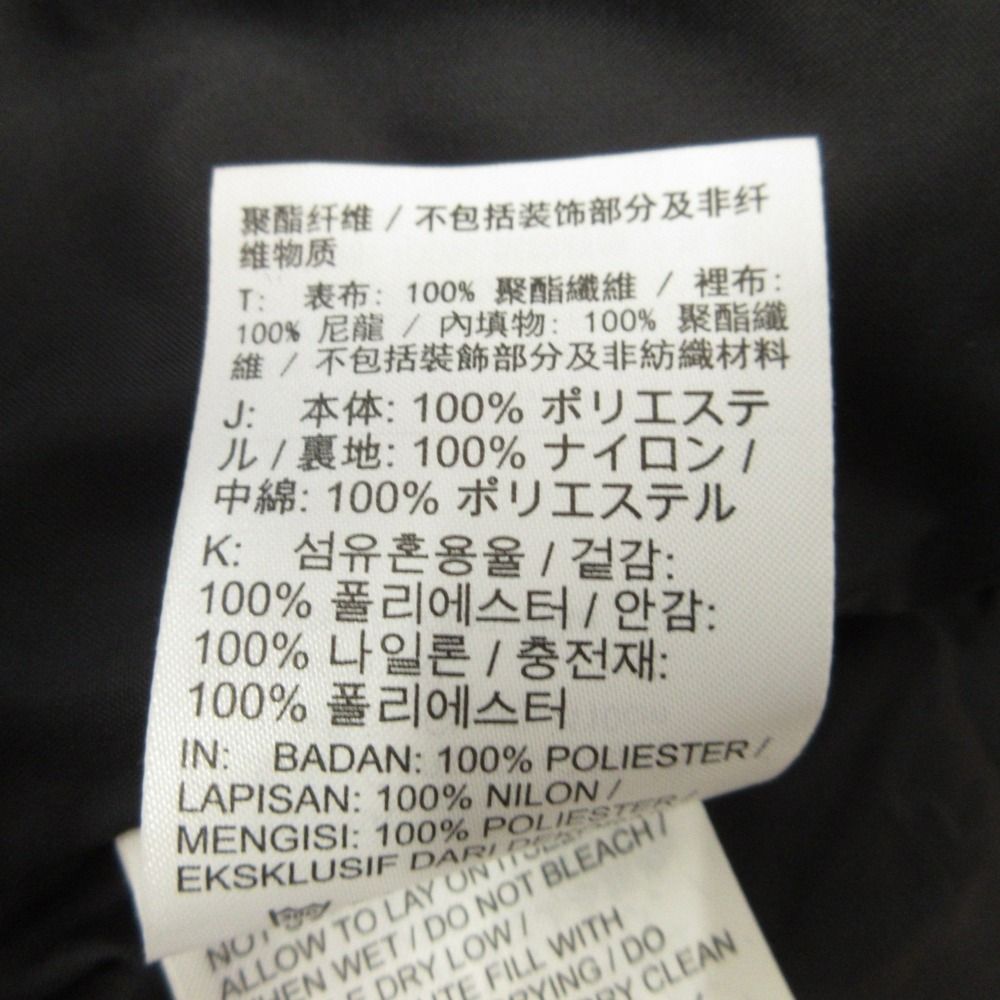 聚酯纤维 / 不包括装饰部分及非纤
维物质
T: 表布: 100% 聚酯纖維 / 裡布:
100% 尼龍 / 內填物: 100% 聚酯纖
維 / 不包括裝飾部分及非紡織材料
J: 本体: 100% ポリエステ
ル / 裏地: 100% ナイロン /
中綿: 100% ポリエステル
K: 섬유혼용율 / 겉감:
100% 폴리에스터 / 안감:
100% 나일론 / 충전재:
100% 폴리에스터
IN: BADAN: 100% POLIESTER /
LAPISAN: 100% NILON /
MENGISI: 100% POLIESTER /
EKSKLUSIF DARI
ALLOW TO LAY ON
WHEN WET / DO NOT BLEACH /
DRY LOW /
FILL WITH
DRYING / DO
DRY CLEAN